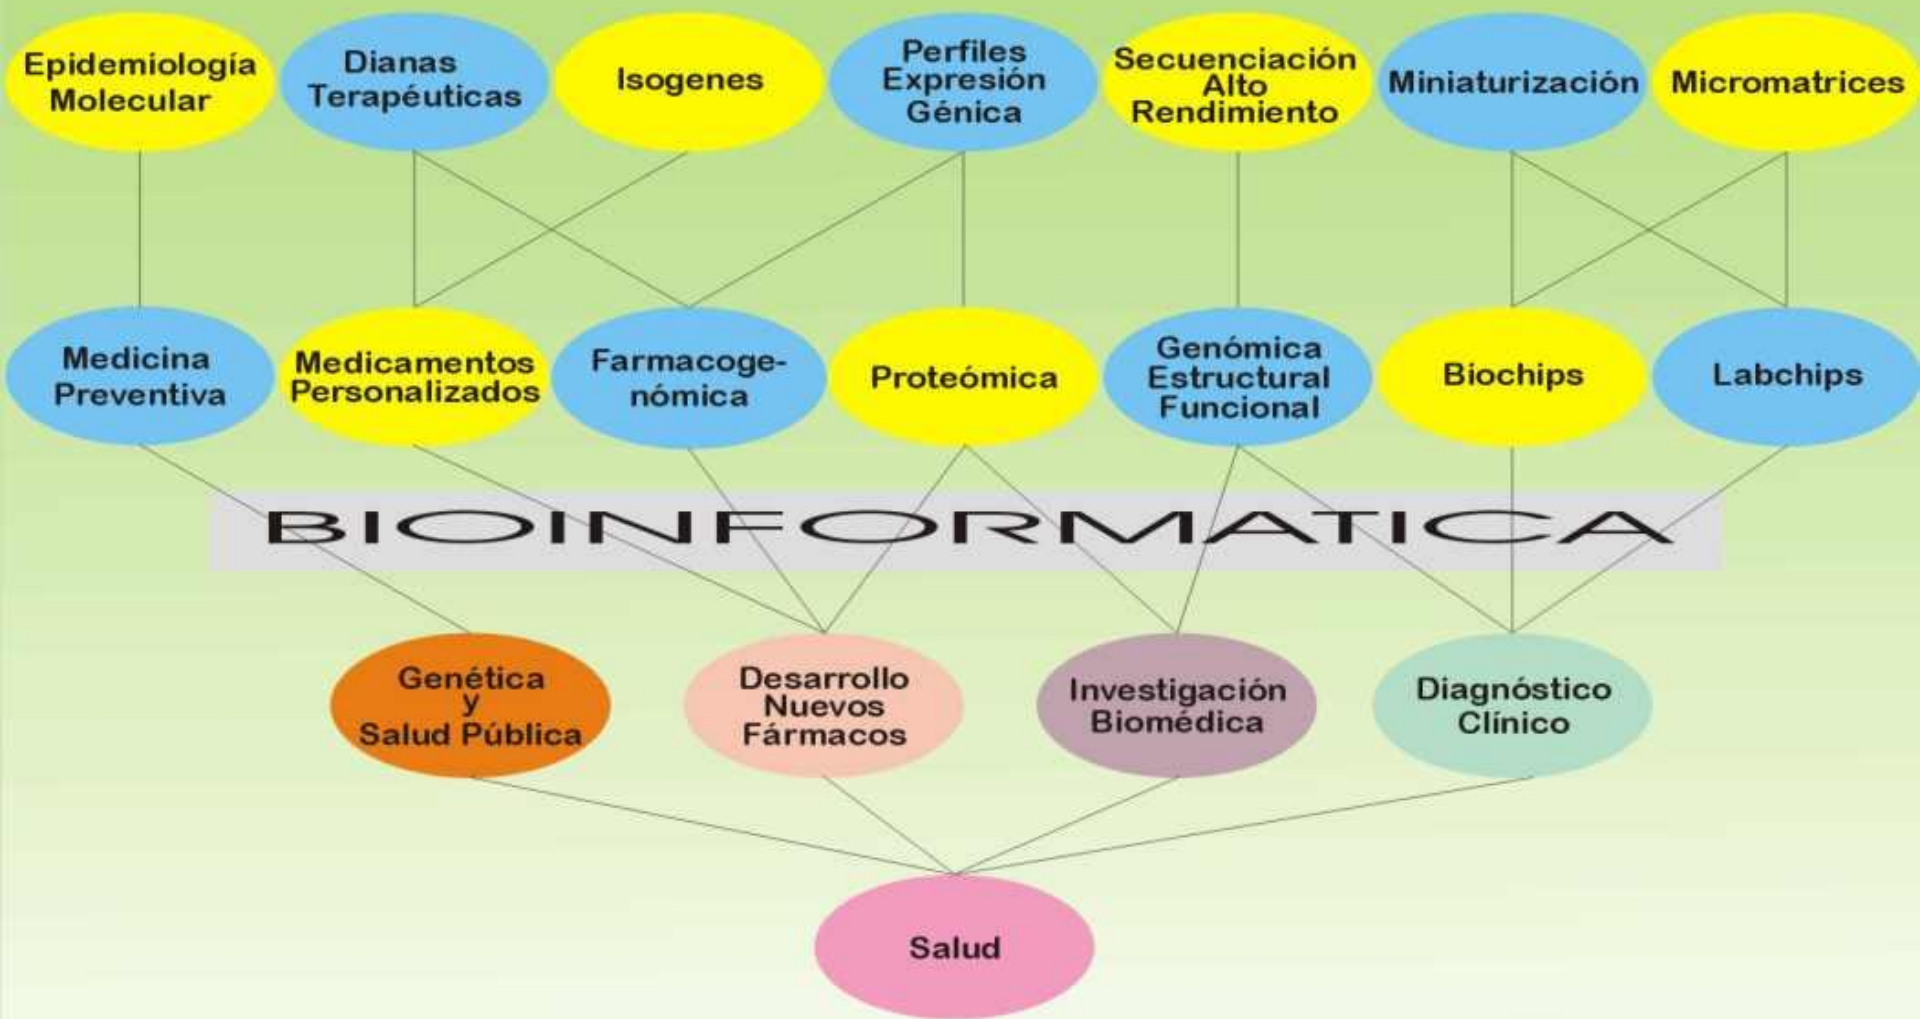 Epidemiología
Molecular
Dianas
Terapéuticas
Isogenes
Perfiles
Expresión
Génica
Secuenciación
Alto
Rendimiento
Miniaturización
Micromatrices
Medicina
Preventiva
Medicamentos
Personalizados
Farmacoge-
nómica
Proteómica
Genómica
Estructural
Funcional
Biochips
Labchips
BIOINFORMATICA
Genética
y
Salud Pública
Desarrollo
Nuevos
Fármacos
Investigación
Biomédica
Diagnóstico
Clínico
Salud